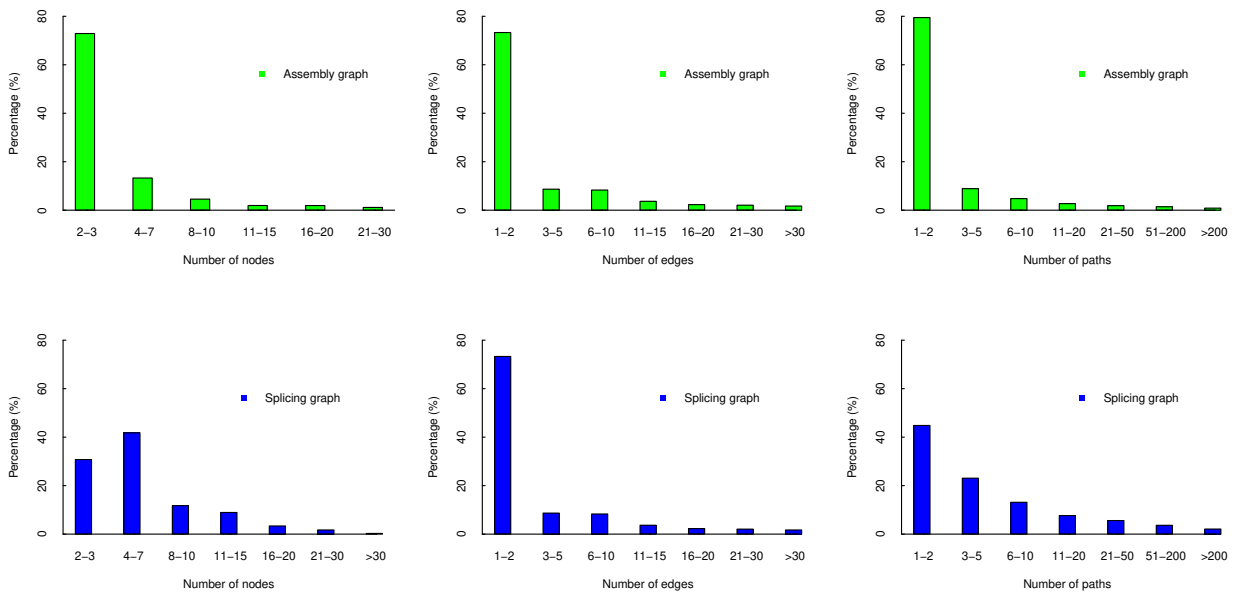 80
60
40
20
0
Percentage (%)
Assembly graph
2–3 4–7 8–10 11–15 16–20 21–30
Number of nodes
80
60
40
20
0
Percentage (%)
Assembly graph
1–2 3–5 6–10 11–15 16–20 21–30 >30
Number of edges
80
60
40
20
0
Percentage (%)
Assembly graph
1–2 3–5 6–10 11–20 21–50 51–200 >200
Number of paths
80
60
40
20
0
Percentage (%)
Splicing graph
2–3 4–7 8–10 11–15 16–20 21–30 >30
Number of nodes
80
60
40
20
0
Percentage (%)
Splicing graph
1–2 3–5 6–10 11–15 16–20 21–30 >30
Number of edges
80
60
40
20
0
Percentage (%)
Splicing graph
1–2 3–5 6–10 11–20 21–50 51–200 >200
Number of paths